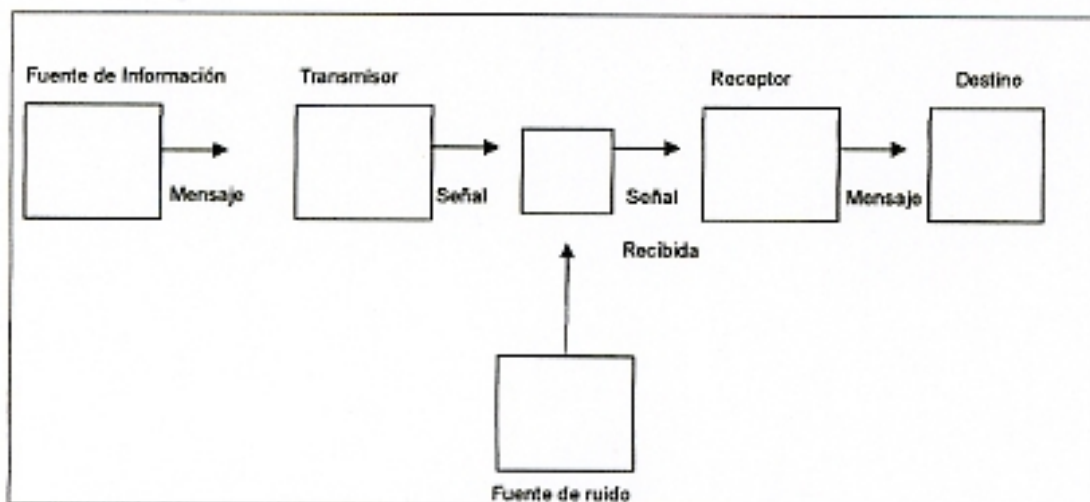 Fuente de Información
Transmisor
Receptor
Destino
Mensaje
Señal
Señal
Recibida
Mensaje
Fuente de ruido